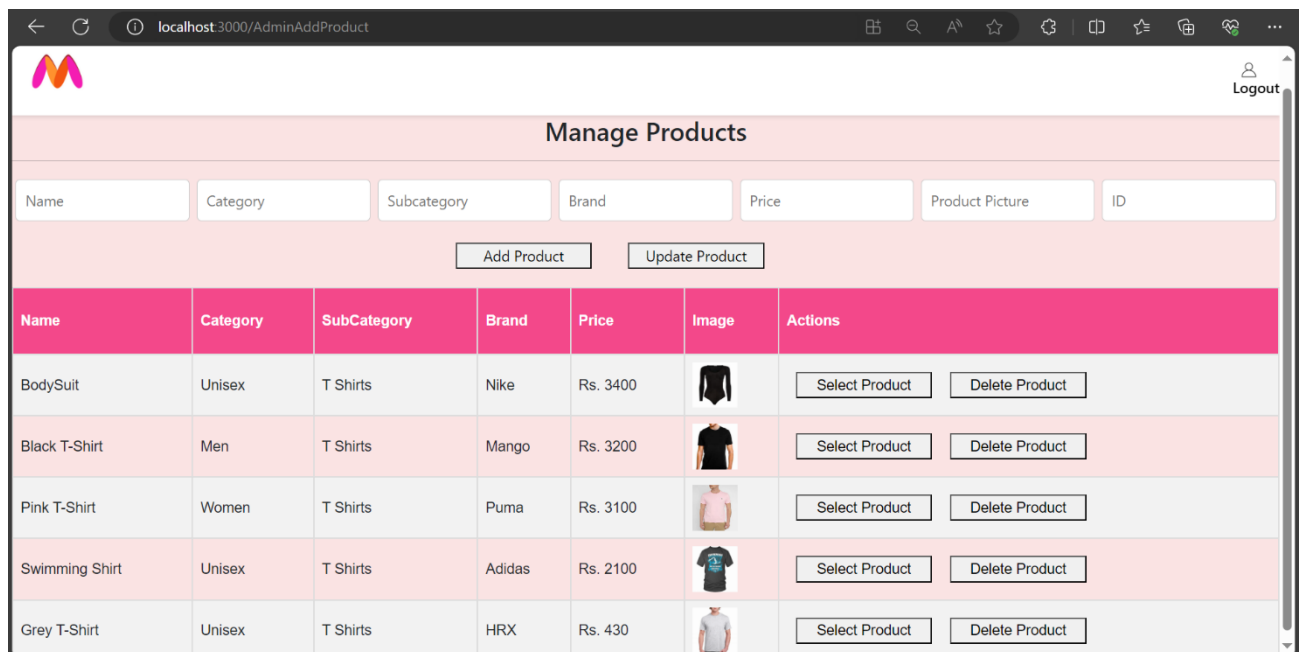 localhost:3000/AdminAddProduct
Logout
Manage Products
Name Category Subcategory Brand Price Product Picture ID
Add Product Update Product
Name Category SubCategory Brand Price Image Actions
BodySuit Unisex T Shirts Nike Rs. 3400 Select Product Delete Product
Black T-Shirt Men T Shirts Mango Rs. 3200 Select Product Delete Product
Pink T-Shirt Women T Shirts Puma Rs. 3100 Select Product Delete Product
Swimming Shirt Unisex T Shirts Adidas Rs. 2100 Select Product Delete Product
Grey T-Shirt Unisex T Shirts HRX Rs. 430 Select Product Delete Product